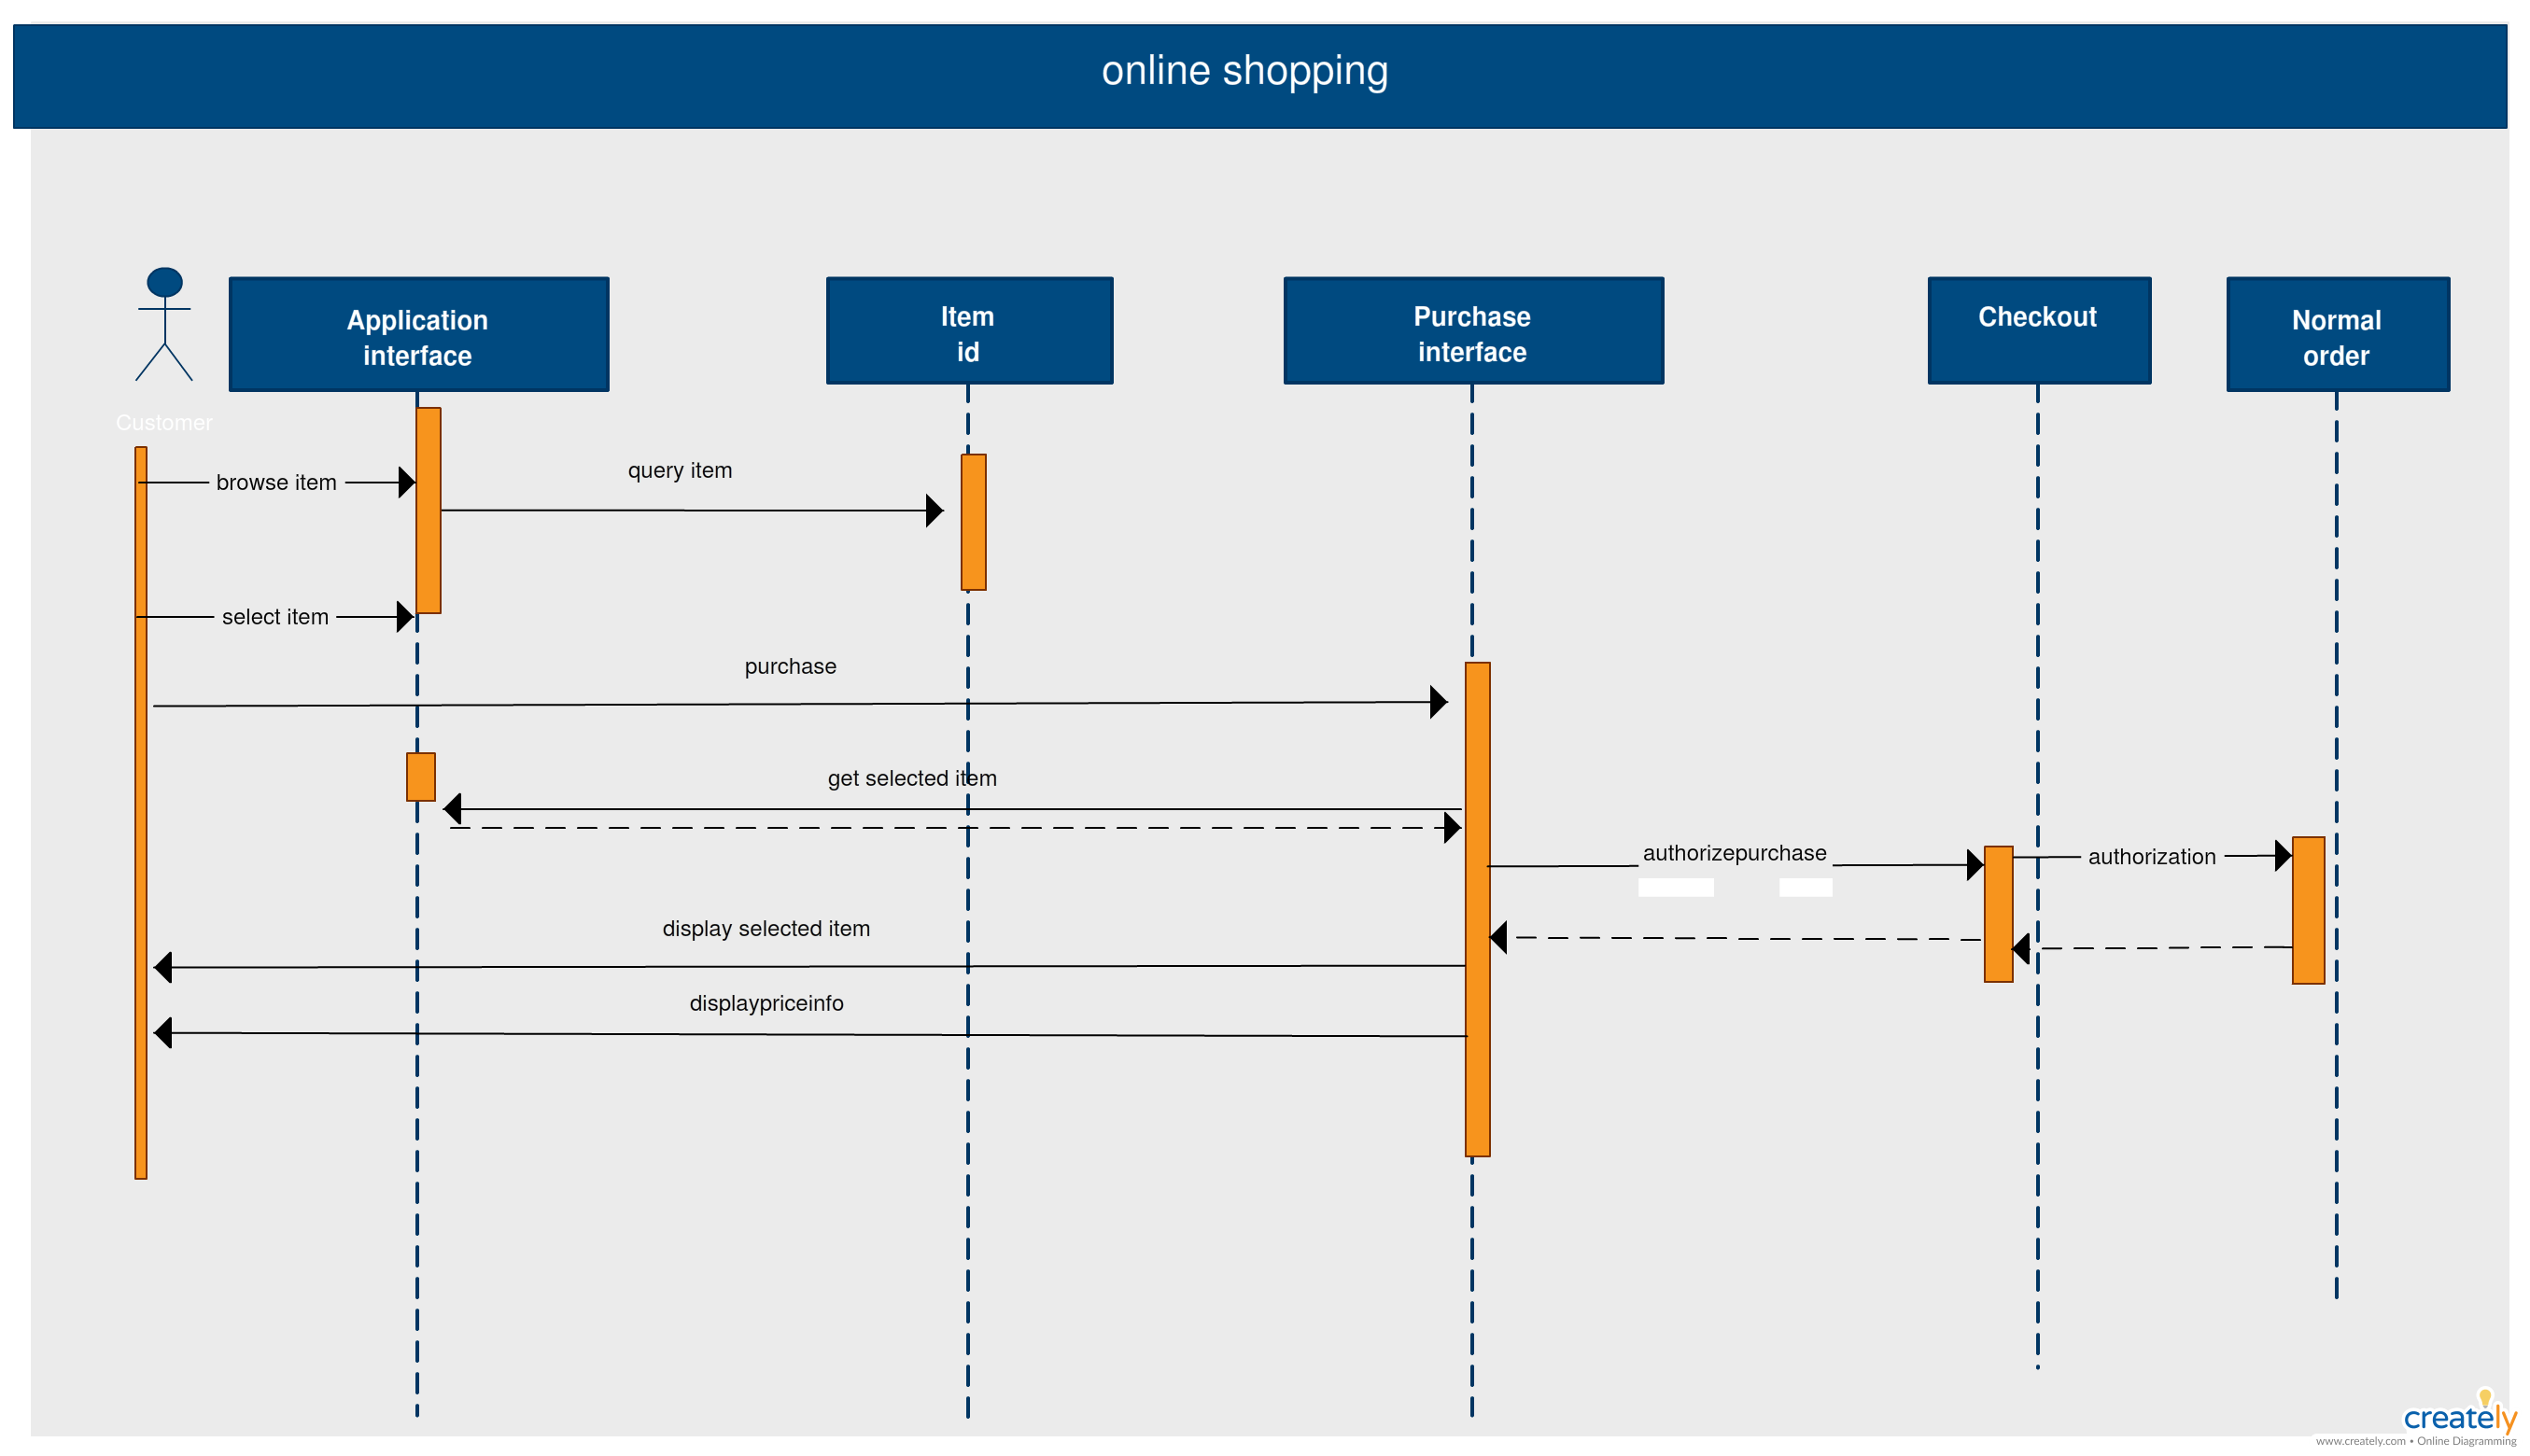 online shopping
Application
interface
Item
id
Purchase
interface
Checkout
Normal
order
Customer
browse item
query item
select item
purchase
get selected item
authorizepurchase
authorization
display selected item
displaypriceinfo
creately
www.creately.com • Online Diagramming